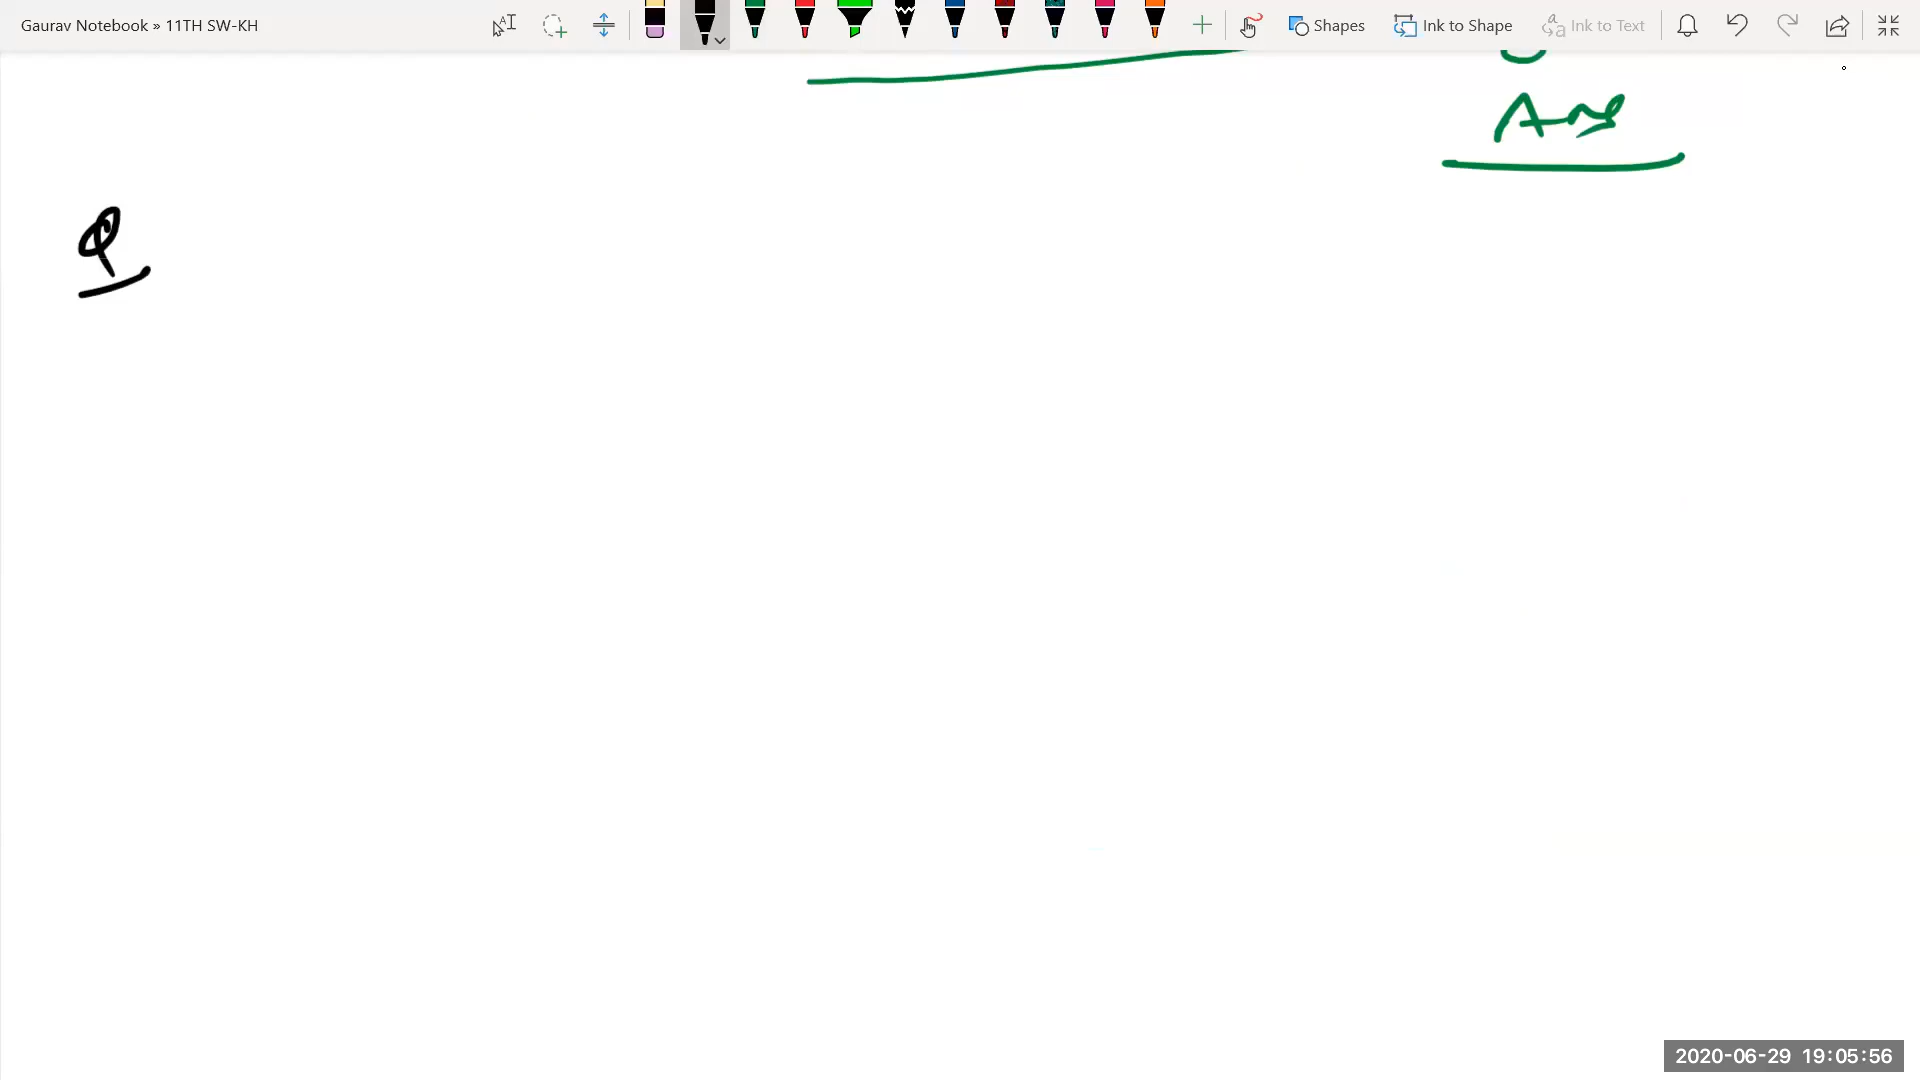 Gaurav Notebook » 11TH SW-KH
Shapes
Ink to Shape
Ink to Text
Ans
Q
2020-06-29 19:05:56